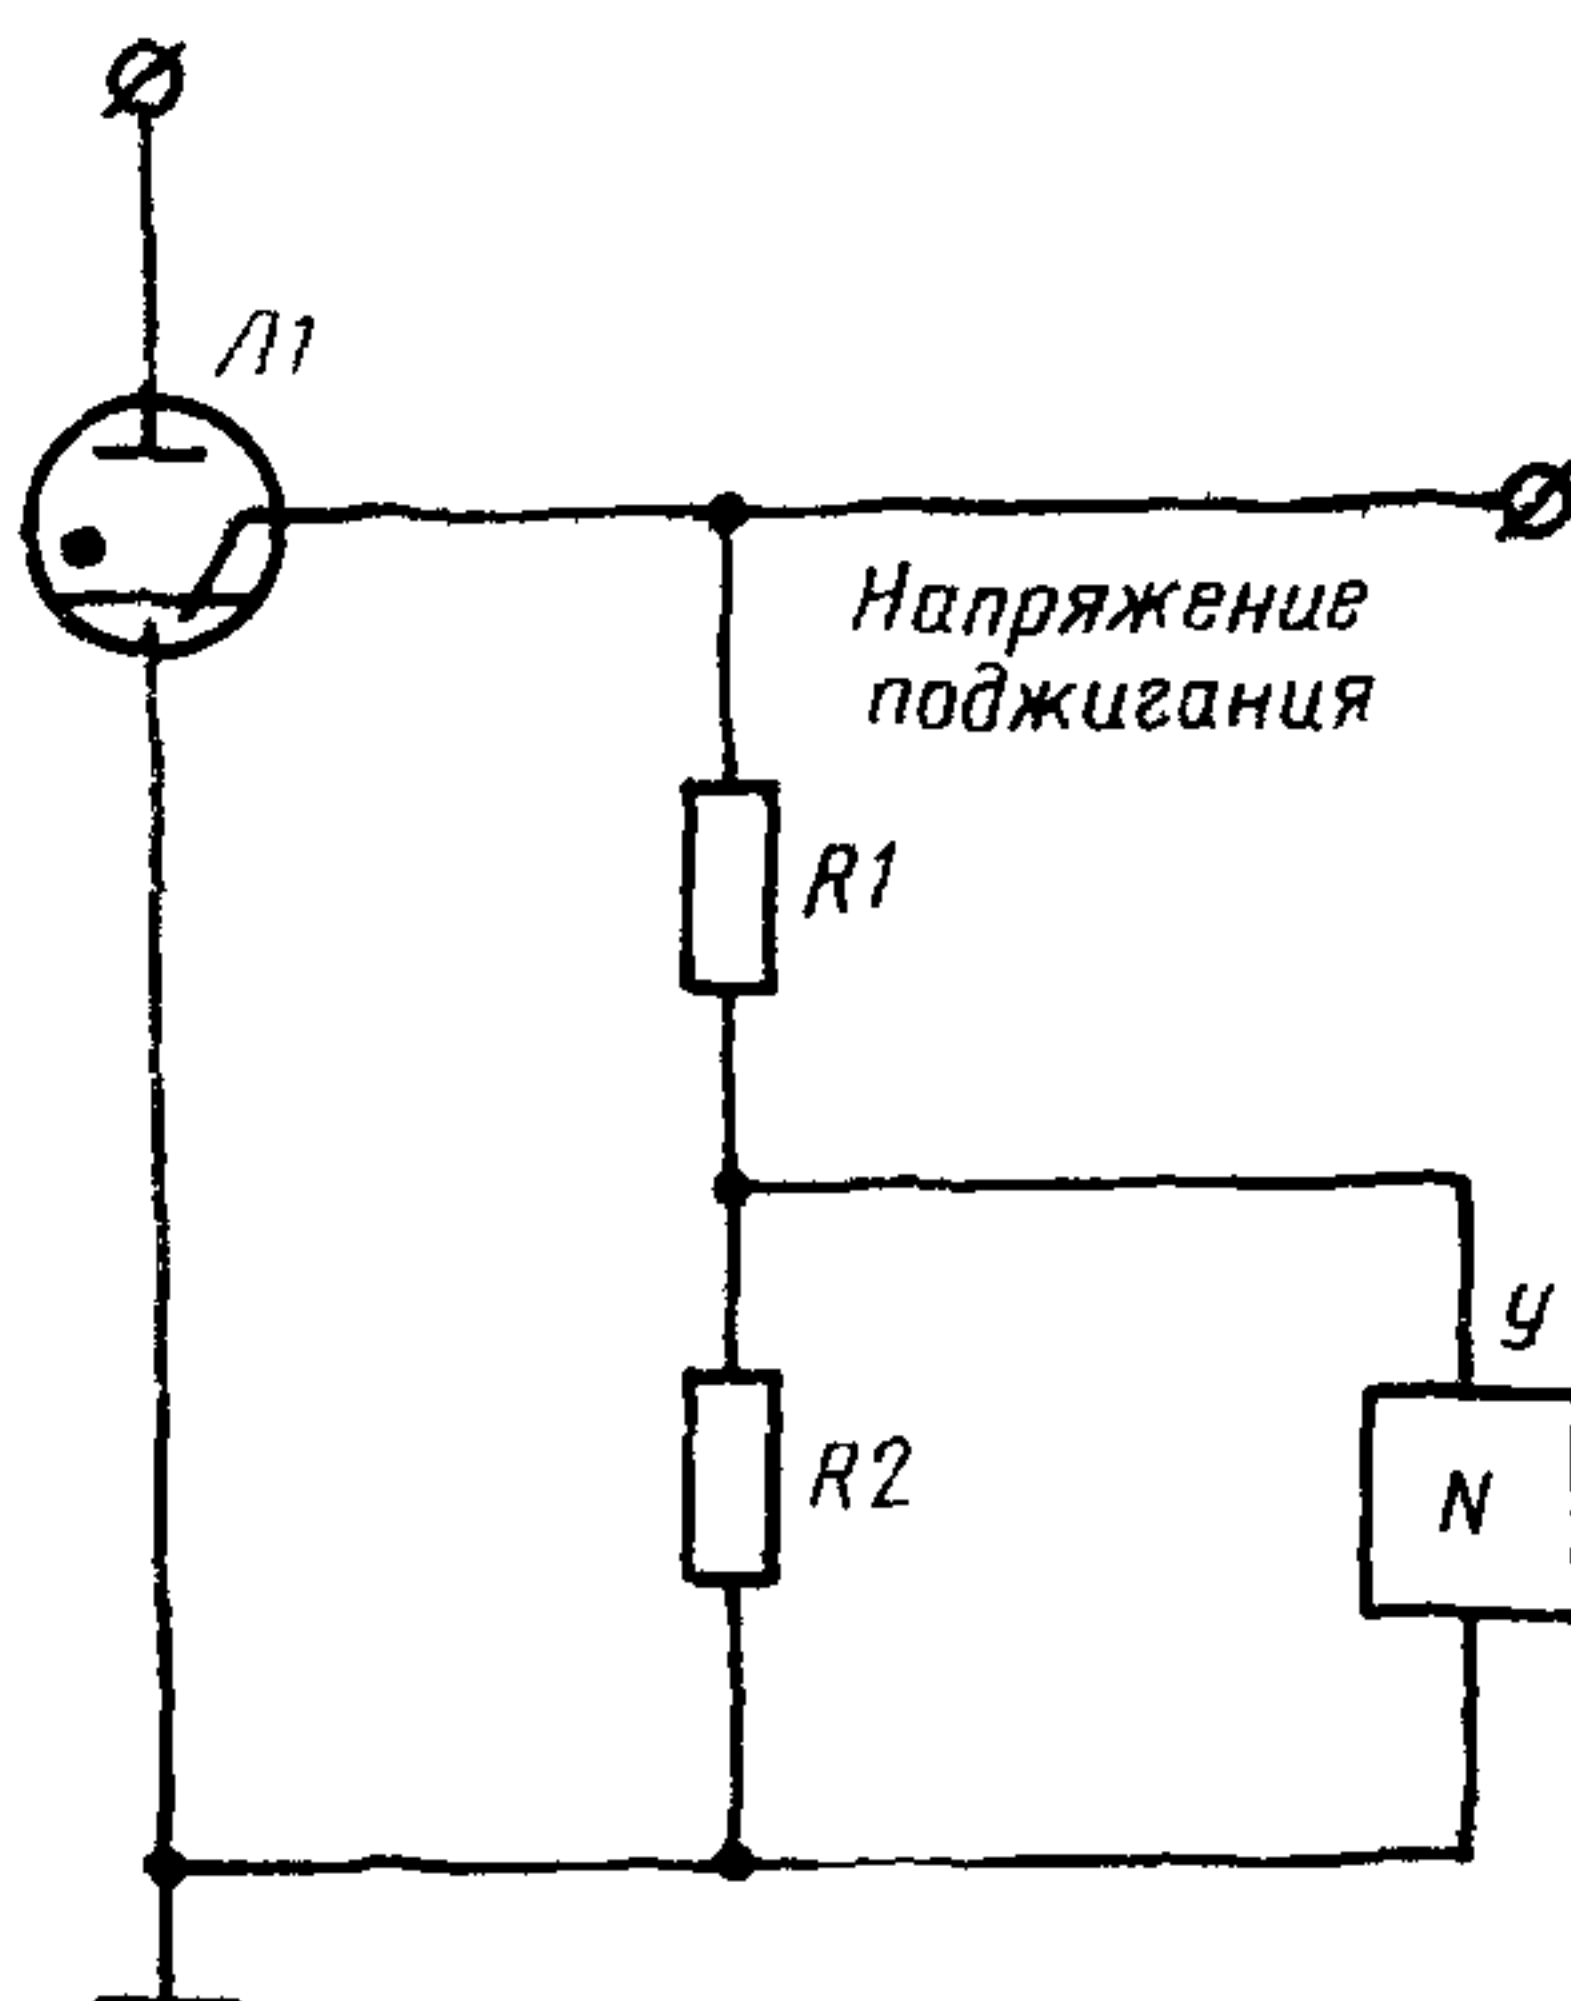 Л1
Напряжение
поджигания
R1
У
R2
N